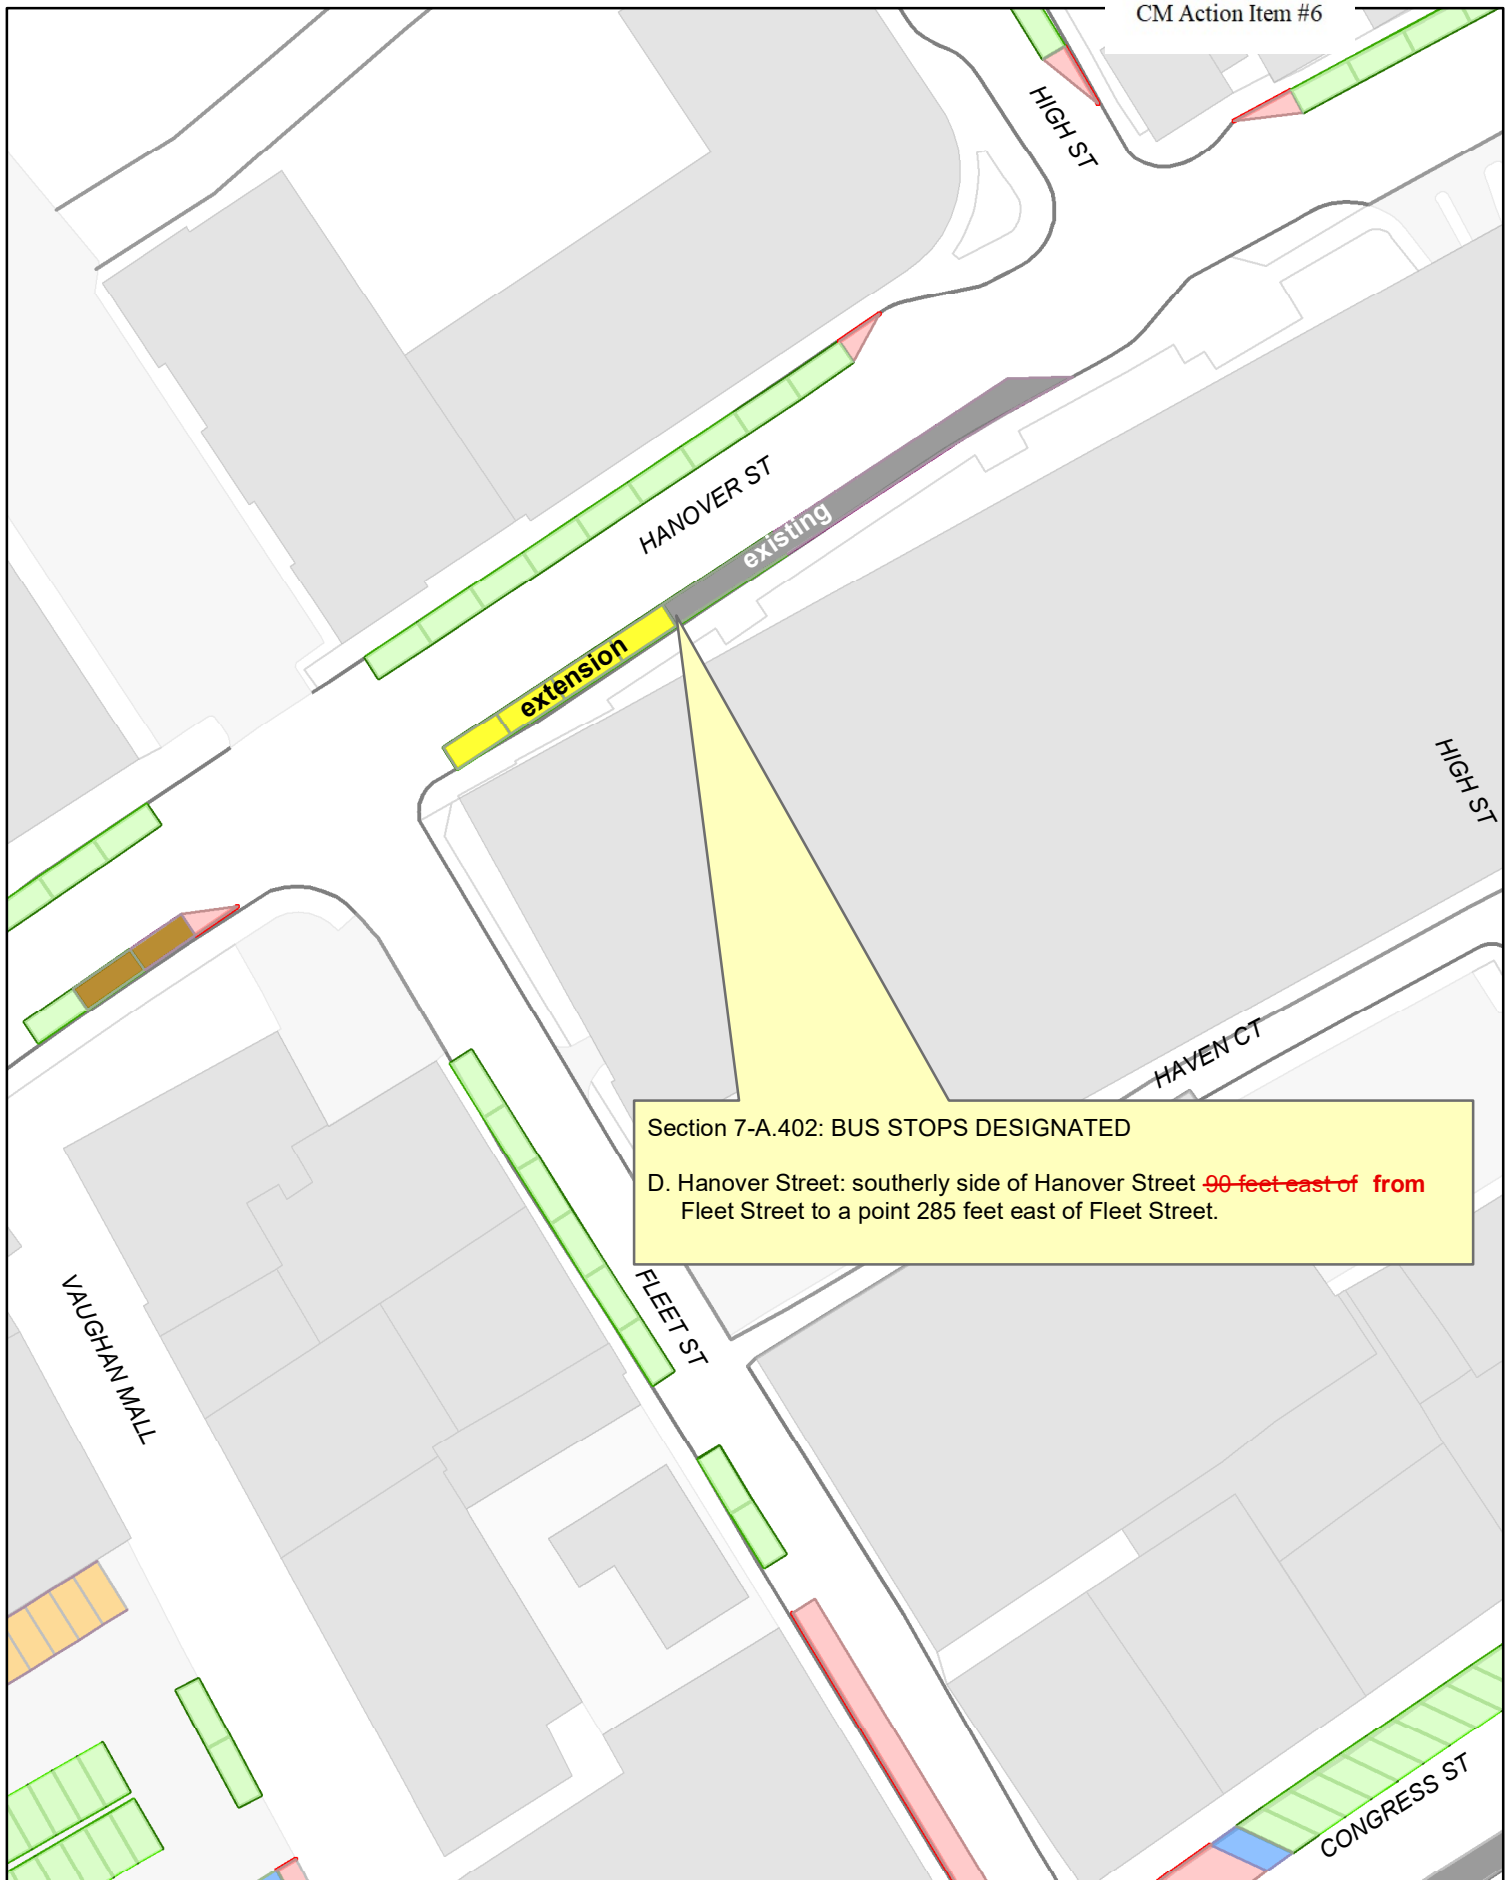 CM Action Item #6
HIGH ST
HANOVER ST
existing
extension
HIGH ST
HAVEN CT
Section 7-A.402: BUS STOPS DESIGNATED
D. Hanover Street: southerly side of Hanover Street 90 feet east of from
Fleet Street to a point 285 feet east of Fleet Street.
FLEET ST
VAUGHAN MALL
CONGRESS ST